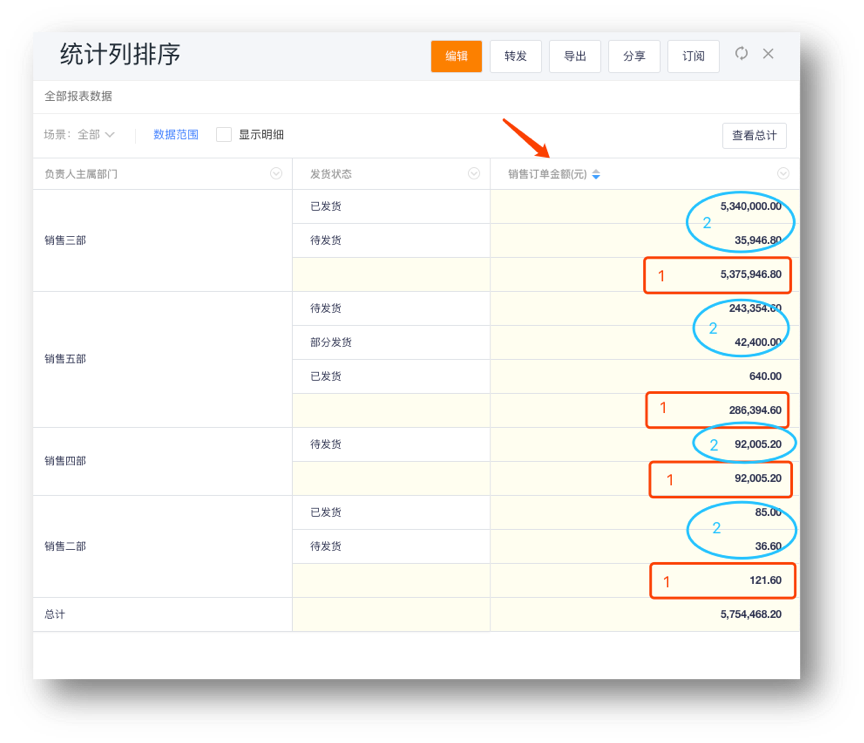 统计列排序
编辑 转发 导出 分享 订阅
全部报表数据
场景: 全部 数据范围 显示明细 查看总计
负责人主属部门 发货状态 销售订单金额(元)
已发货 5,340,000.00
2
销售三部 待发货 35,946.80
1 5,375,946.80
待发货 243,354.60
2
部分发货 42,400.00
销售五部
已发货 640.00
1 286,394.60
待发货 2 92,005.20
销售四部
1 92,005.20
已发货 85.00
2
销售二部 待发货 36.60
1 121.60
总计 5,754,468.20